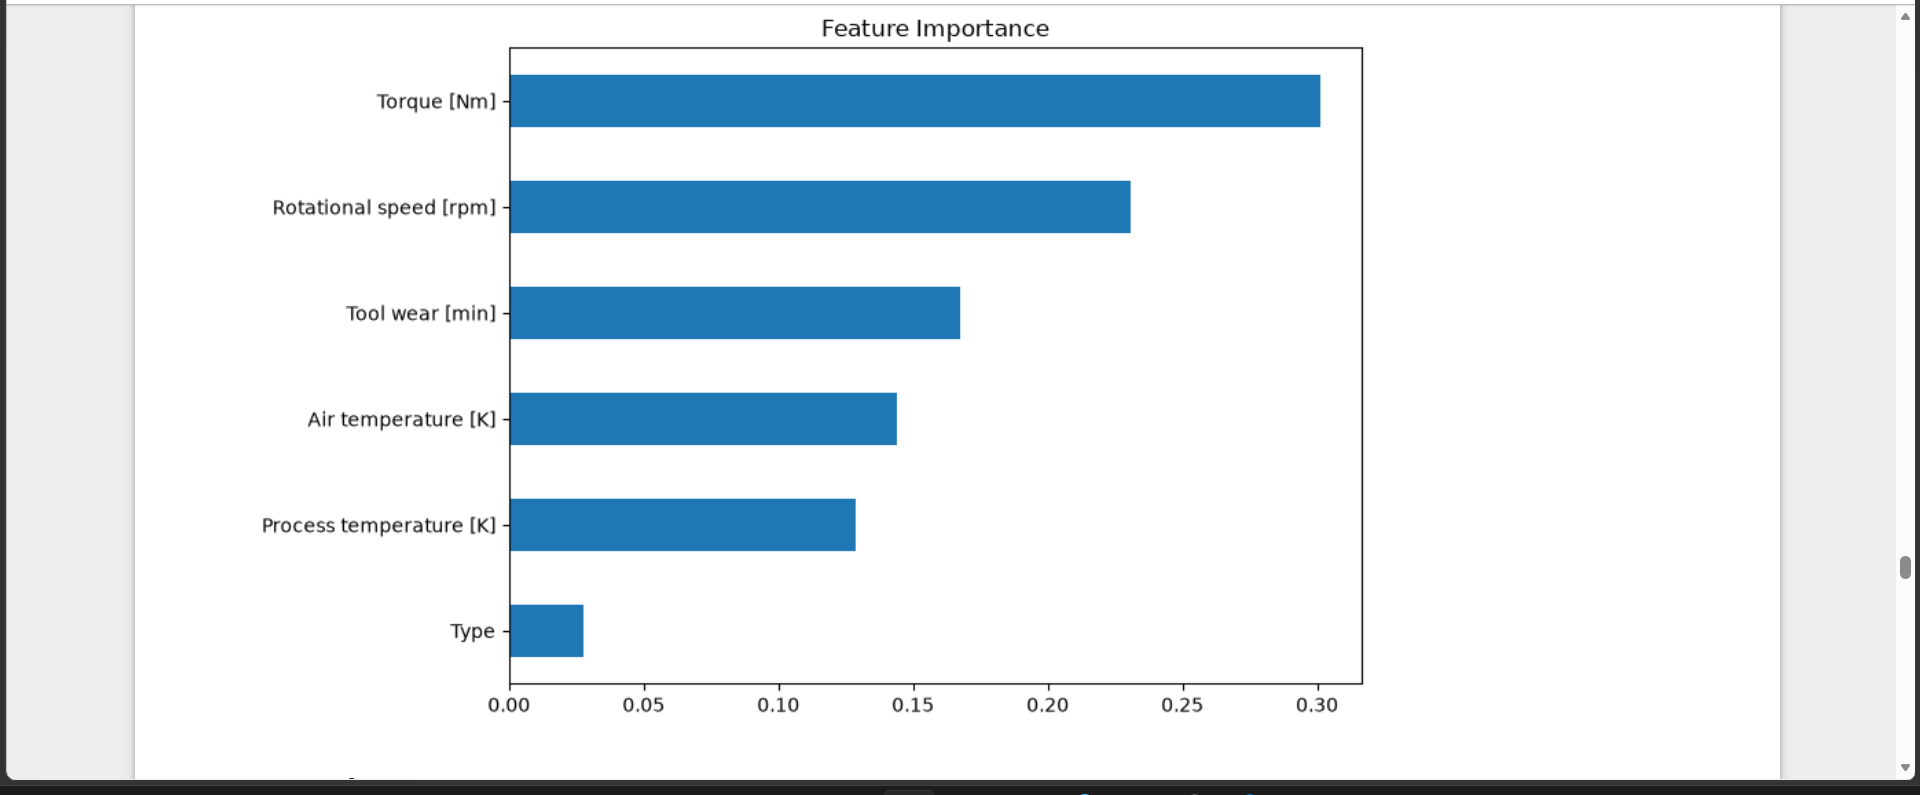 Feature Importance
Torque [Nm]
Rotational speed [rpm]
Tool wear [min]
Air temperature [K]
Process temperature [K]
Type
0.00 0.05 0.10 0.15 0.20 0.25 0.30